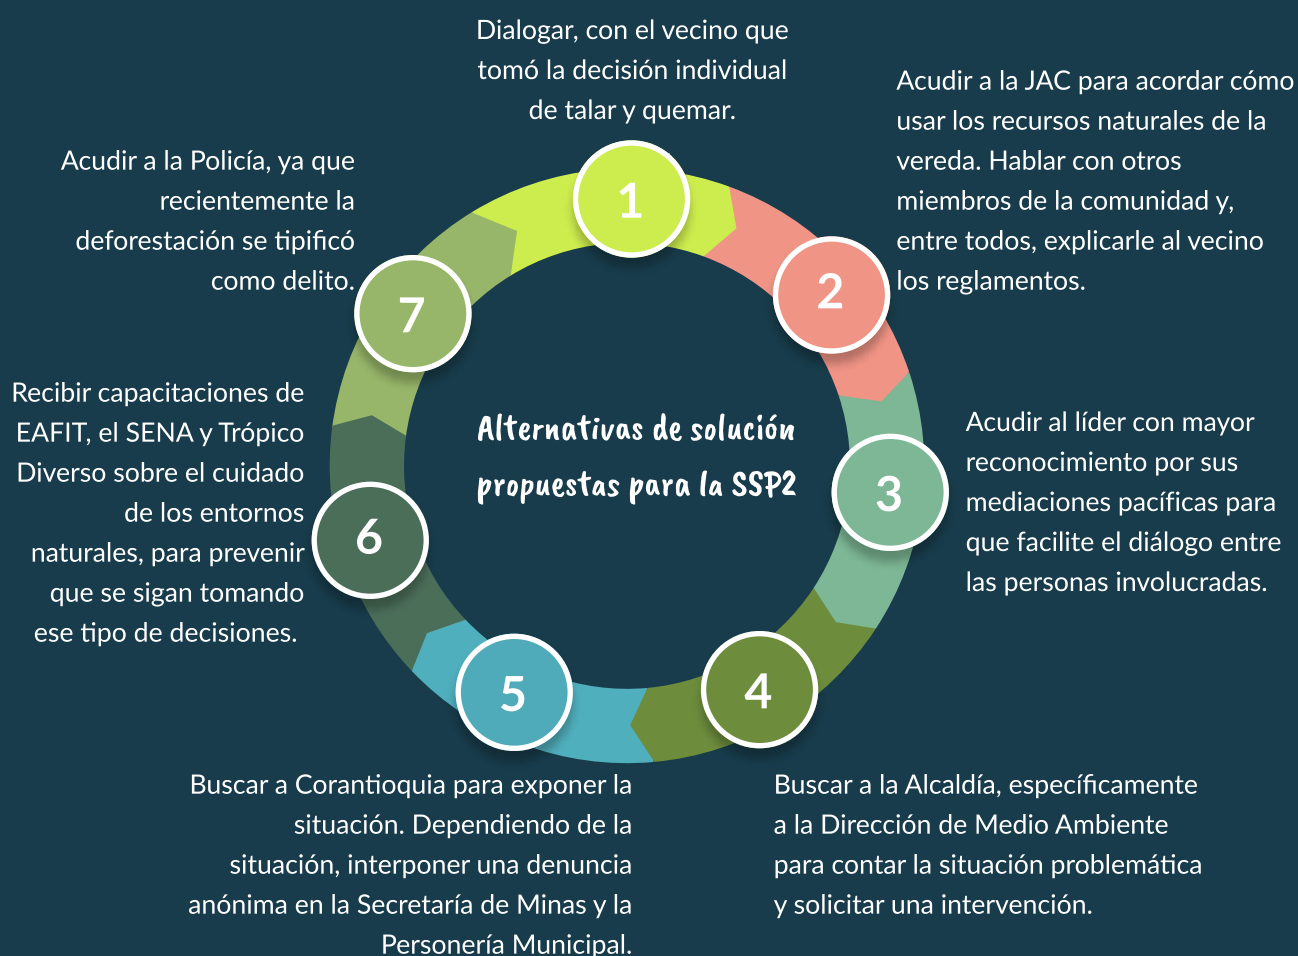 Dialogar, con el vecino que
tomó la decisión individual
de talar y quemar.
1
Acudir a la JAC para acordar cómo
usar los recursos naturales de la
vereda. Hablar con otros
miembros de la comunidad y,
entre todos, explicarle al vecino
los reglamentos.
2
Acudir al líder con mayor
reconocimiento por sus
mediaciones pacíficas para
que facilite el diálogo entre
las personas involucradas.
3
Buscar a la Alcaldía, específicamente
a la Dirección de Medio Ambiente
para contar la situación problemática
y solicitar una intervención.
4
Buscar a Corantioquia para exponer la
situación. Dependiendo de la
situación, interponer una denuncia
anónima en la Secretaría de Minas y la
Personería Municipal.
5
Recibir capacitaciones de
EAFIT, el SENA y Trópico
Diverso sobre el cuidado
de los entornos
naturales, para prevenir
que se sigan tomando
ese tipo de decisiones.
6
Acudir a la Policía, ya que
recientemente la
deforestación se tipificó
como delito.
7
Alternativas de solución
propuestas para la SSP2